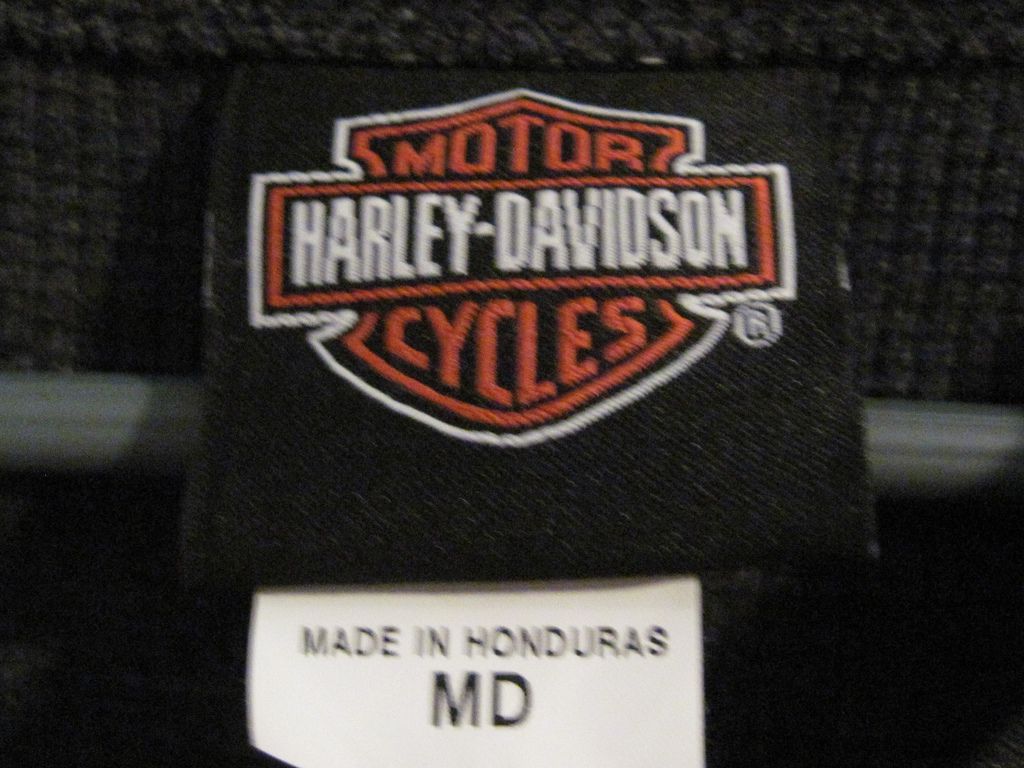 MOTOR
HARLEY-DAVIDSON
CYCLES
®
MADE IN HONDURAS
MD